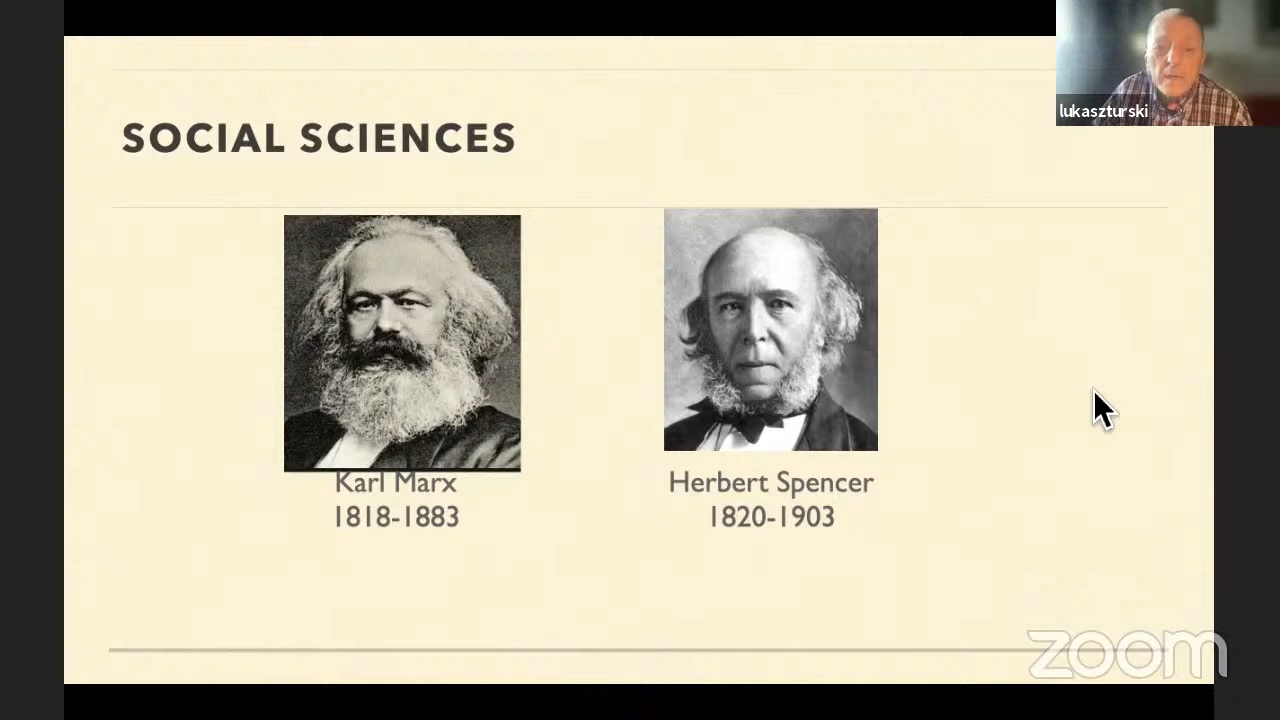 lukaszturski
SOCIAL SCIENCES
Karl Marx
1818-1883
Herbert Spencer
1820-1903
zoom